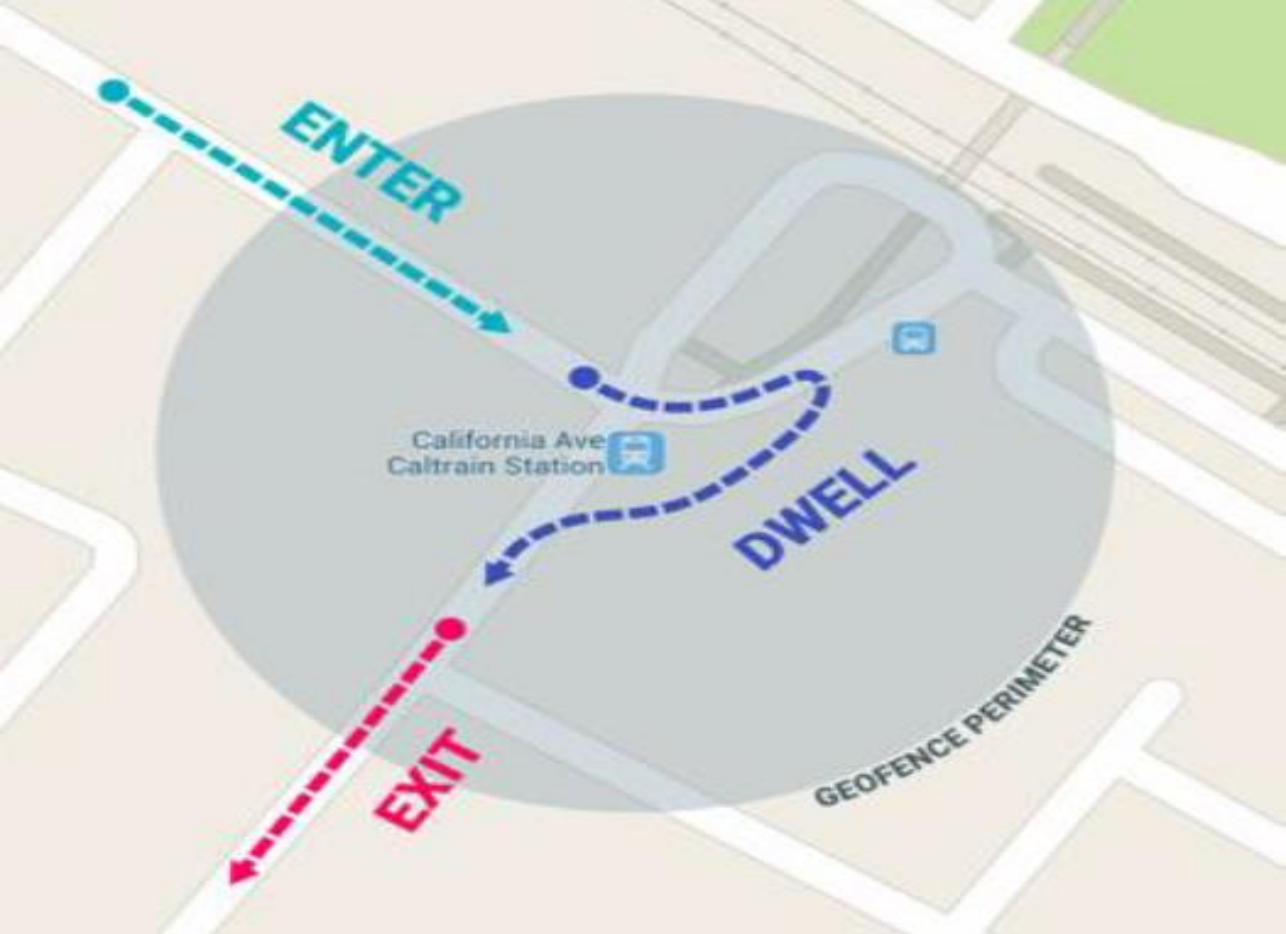 ENTER
California Ave
Caltrain Station
DWELL
GEOFENCE PERIMETER
EXIT